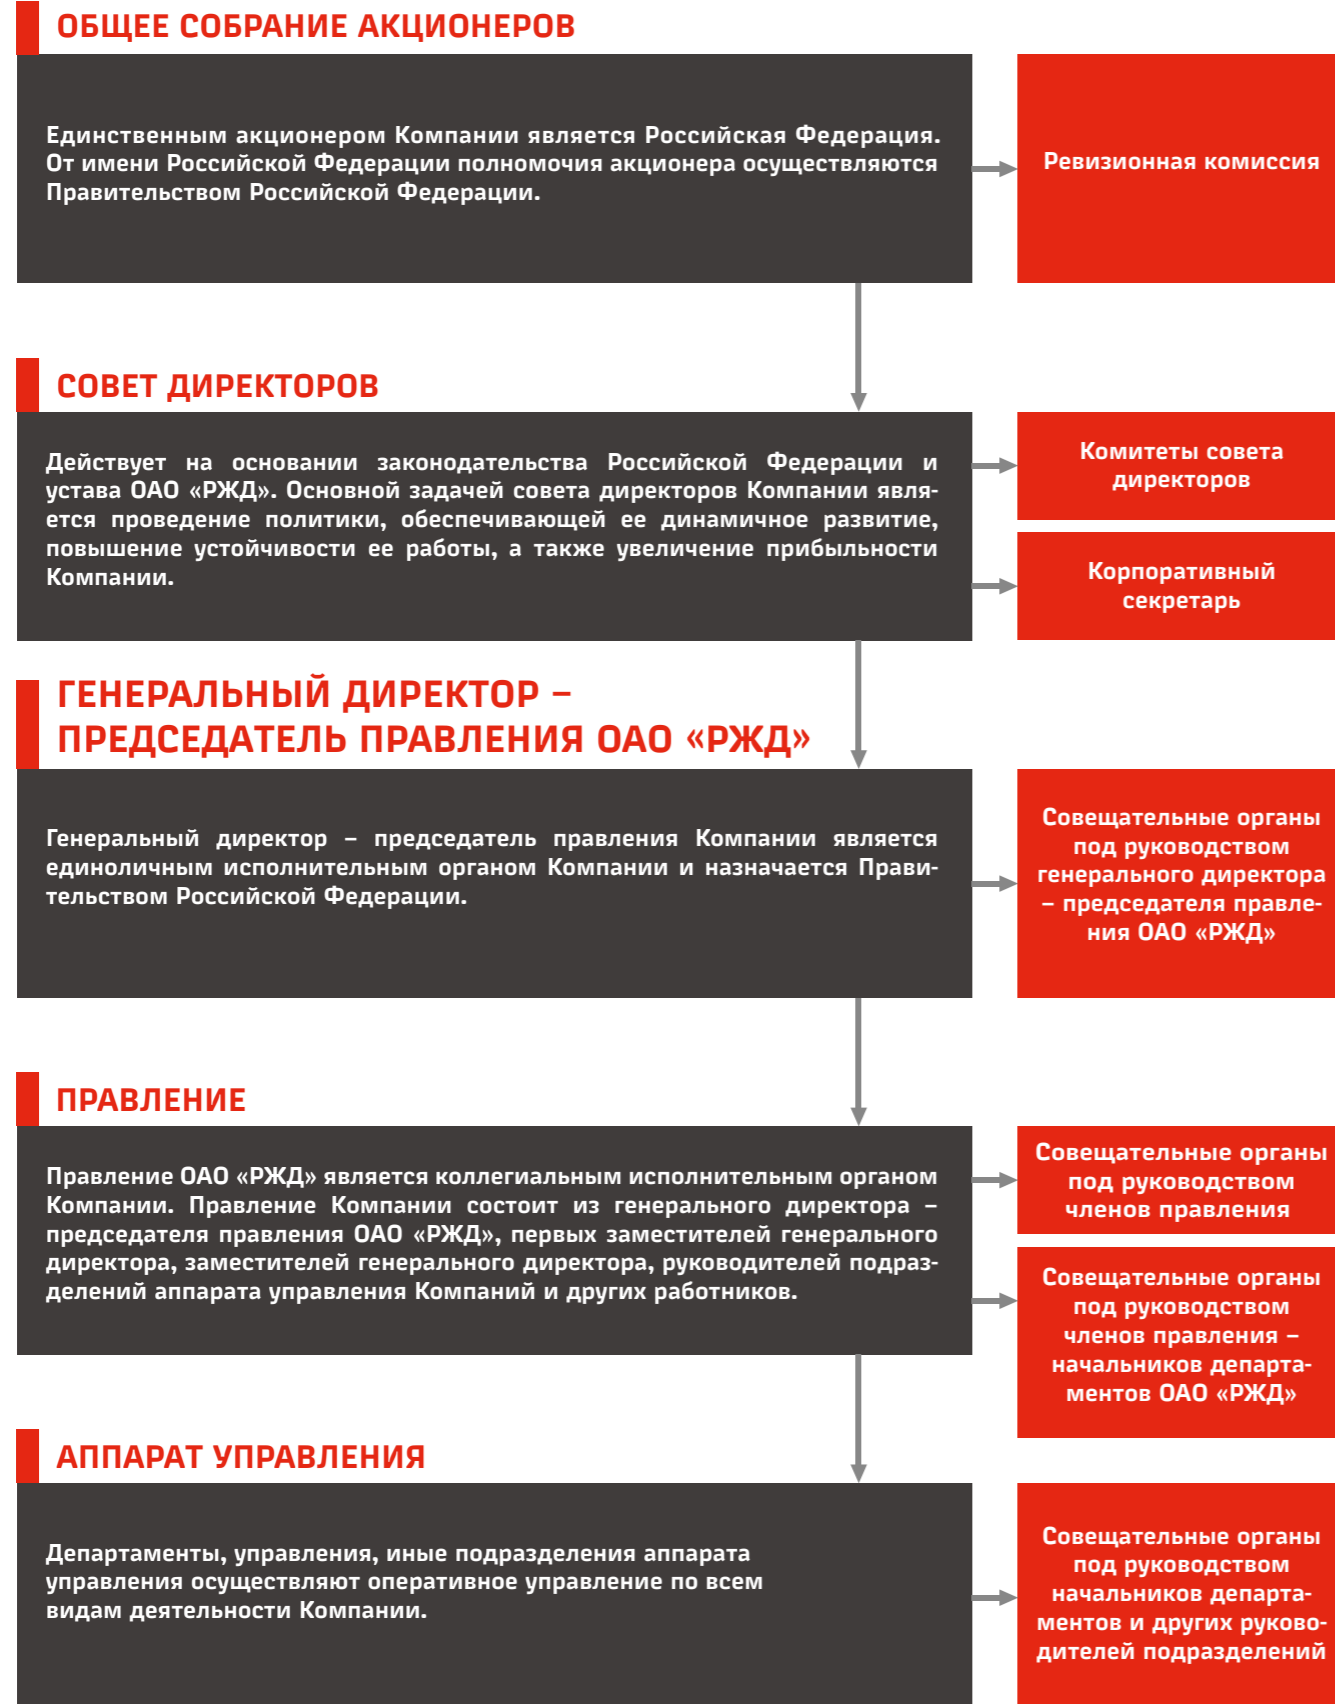 ОБЩЕЕ СОБРАНИЕ АКЦИОНЕРОВ
Единственным акционером Компании является Российская Федерация.
От имени Российской Федерации полномочия акционера осуществляются
Правительством Российской Федерации.
Ревизионная комиссия
СОВЕТ ДИРЕКТОРОВ
Действует на основании законодательства Российской Федерации и
устава ОАО «РЖД». Основной задачей совета директоров Компании явля-
ется проведение политики, обеспечивающей ее динамичное развитие,
повышение устойчивости ее работы, а также увеличение прибыльности
Компании.
Комитеты совета
директоров
Корпоративный
секретарь
ГЕНЕРАЛЬНЫЙ ДИРЕКТОР –
ПРЕДСЕДАТЕЛЬ ПРАВЛЕНИЯ ОАО «РЖД»
Генеральный директор – председатель правления Компании является
единоличным исполнительным органом Компании и назначается Прави-
тельством Российской Федерации.
Совещательные органы
под руководством
генерального директора
– председателя правле-
ния ОАО «РЖД»
ПРАВЛЕНИЕ
Правление ОАО «РЖД» является коллегиальным исполнительным органом
Компании. Правление Компании состоит из генерального директора –
председателя правления ОАО «РЖД», первых заместителей генерального
директора, заместителей генерального директора, руководителей подраз-
делений аппарата управления Компаний и других работников.
Совещательные органы
под руководством
членов правления
Совещательные органы
под руководством
членов правления –
начальников департа-
ментов ОАО «РЖД»
АППАРАТ УПРАВЛЕНИЯ
Департаменты, управления, иные подразделения аппарата
управления осуществляют оперативное управление по всем
видам деятельности Компании.
Совещательные органы
под руководством
начальников департа-
ментов и других руково-
дителей подразделений